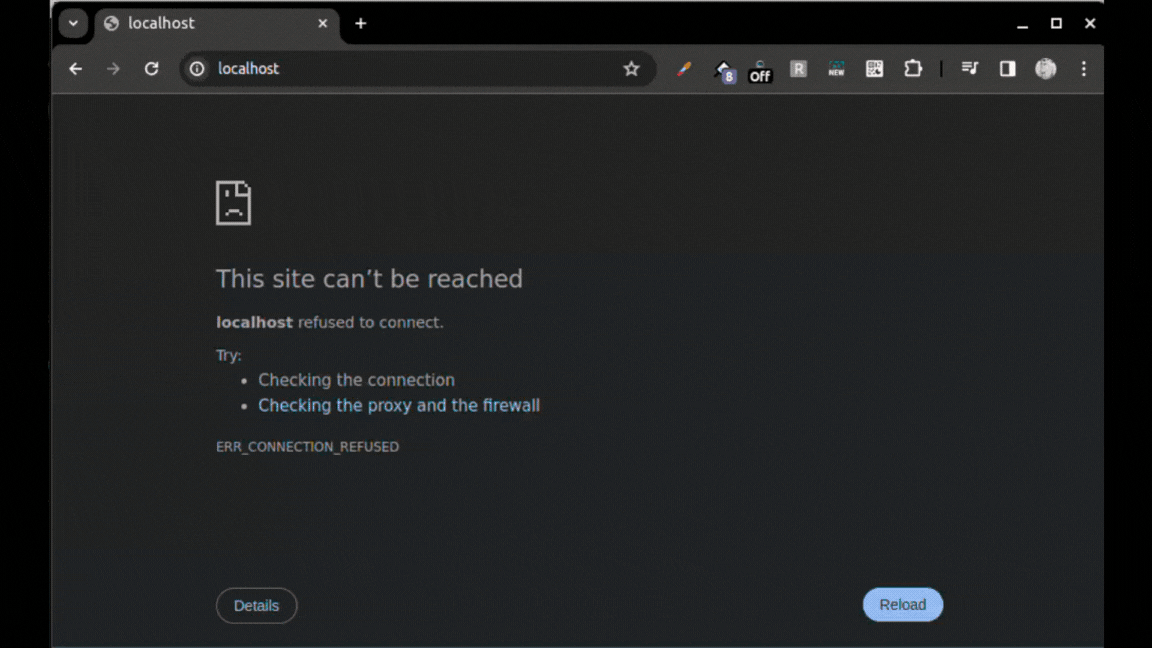 localhost
localhost
8
Off
R
NEW
This site can’t be reached
localhost refused to connect.
Try:
Checking the connection
Checking the proxy and the firewall
ERR_CONNECTION_REFUSED
Details
Reload